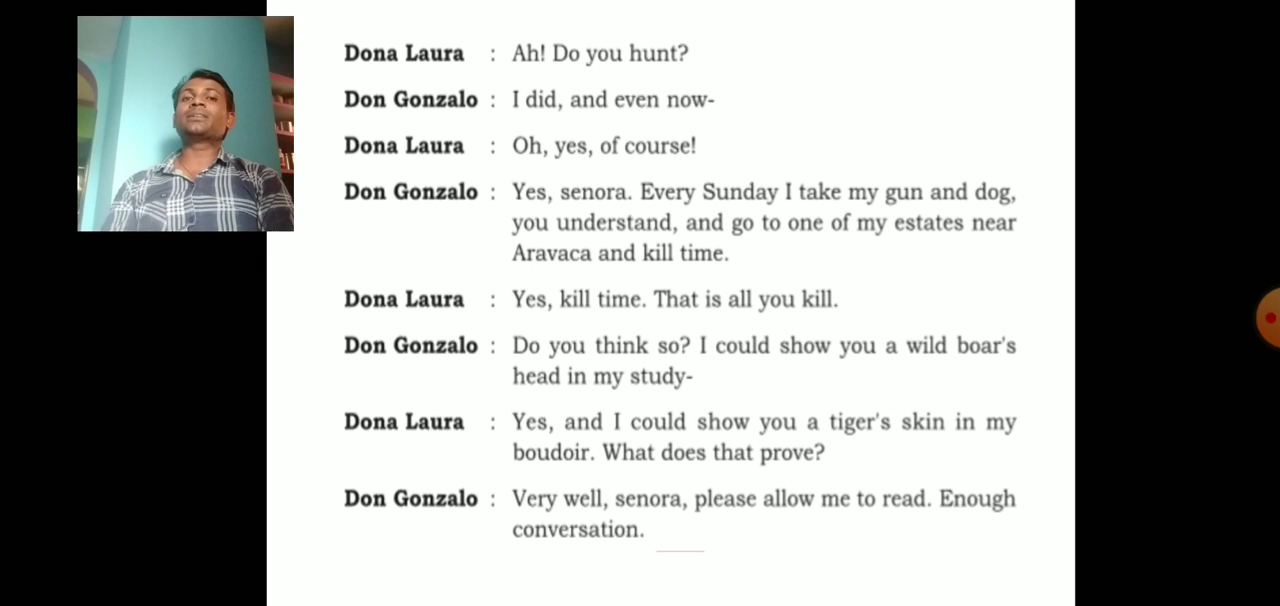 Dona Laura : Ah! Do you hunt?
Don Gonzalo : I did, and even now-
Dona Laura : Oh, yes, of course!
Don Gonzalo : Yes, senora. Every Sunday I take my gun and dog,
you understand, and go to one of my estates near
Aravaca and kill time.
Dona Laura : Yes, kill time. That is all you kill.
Don Gonzalo : Do you think so? I could show you a wild boar's
head in my study-
Dona Laura : Yes, and I could show you a tiger's skin in my
boudoir. What does that prove?
Don Gonzalo : Very well, senora, please allow me to read. Enough
conversation.